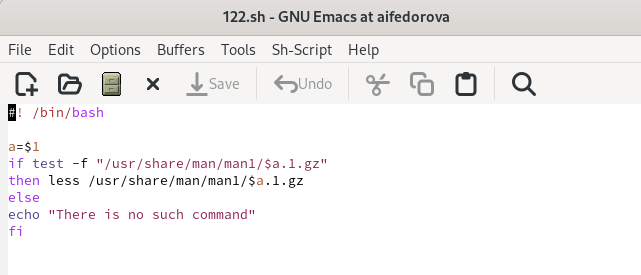 122.sh - GNU Emacs at aifedorova
File Edit Options Buffers Tools Sh-Script Help
Save Undo
#! /bin/bash
a=$1
if test -f "/usr/share/man/man1/$a.1.gz"
then less /usr/share/man/man1/$a.1.gz
else
echo "There is no such command"
fi